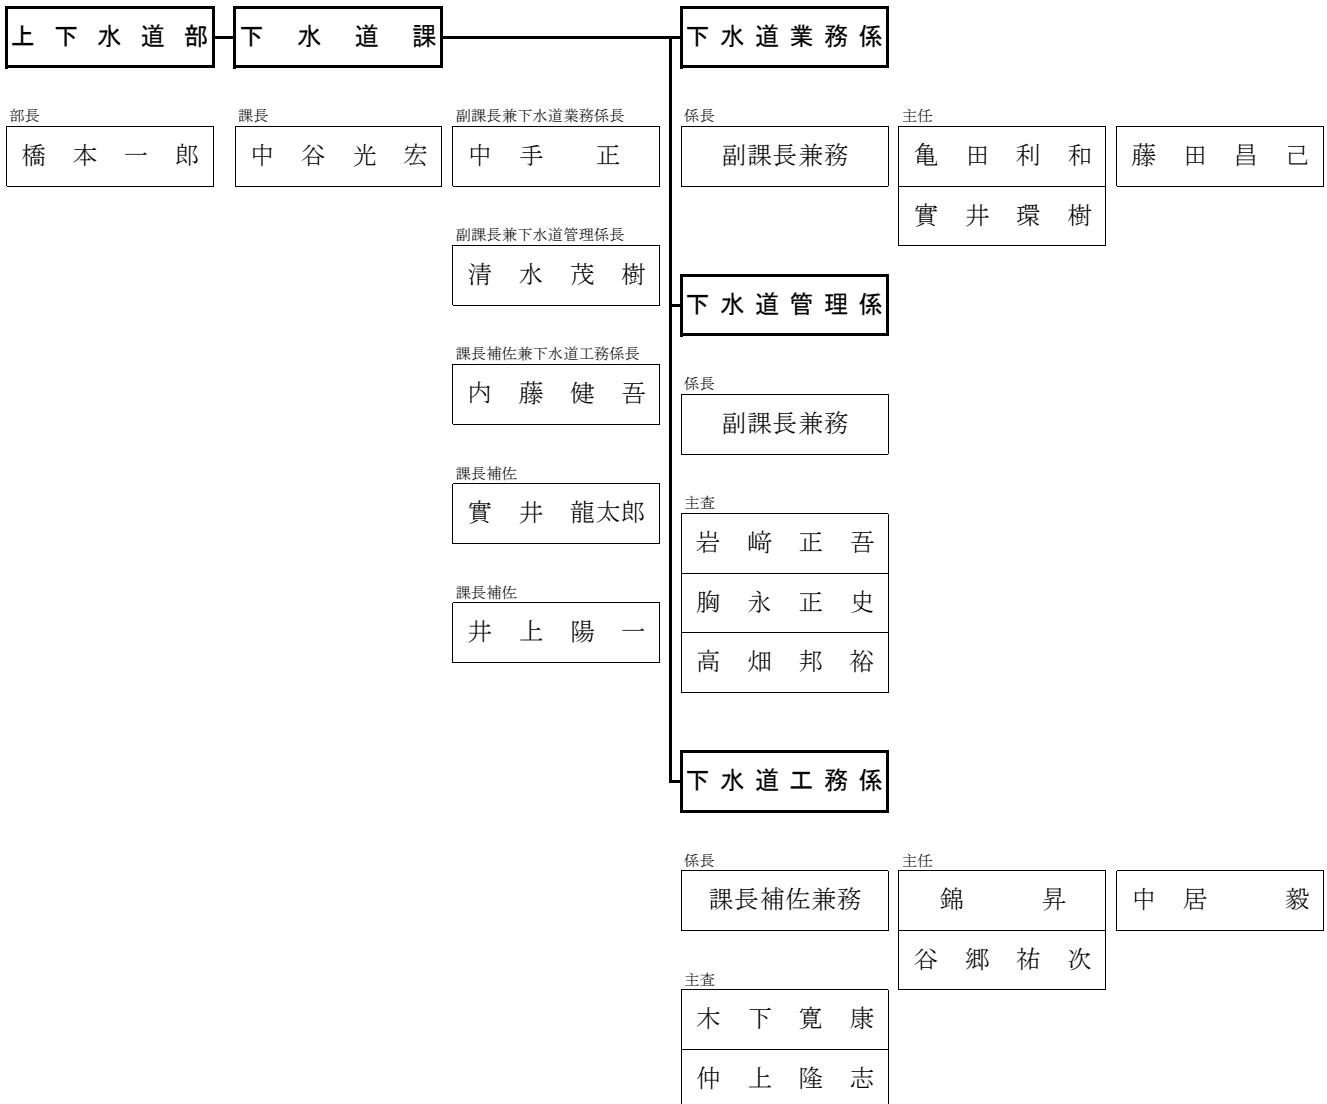 上下水道部 下水道課 下水道業務係
部長 課長 副課長兼下水道業務係長 係長 主任
橋本一郎 中谷光宏 中手正 副課長兼務 亀田利和 藤田昌己
實井環樹
副課長兼下水道管理係長
清水茂樹
下水道管理係
課長補佐兼下水道工務係長
内藤健吾
係長
副課長兼務
課長補佐
實井龍太郎
主査
岩﨑正吾
課長補佐
胸永正史
井上陽一
高畑邦裕
下水道工務係
係長 主任
課長補佐兼務 錦昇 中居毅
谷郷祐次
主査
木下寛康
仲上隆志